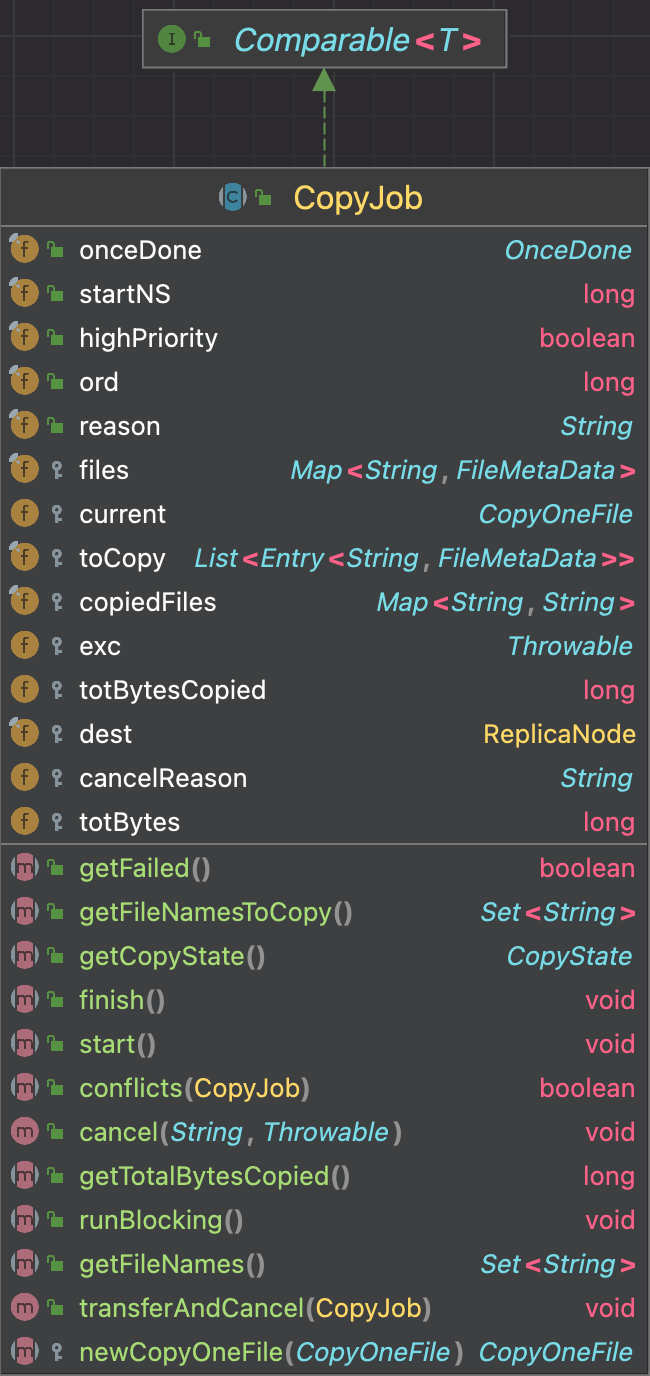 I Comparable<T>
C CopyJob
f onceDone OnceDone
f startNS long
f highPriority boolean
f ord long
f reason String
f files Map<String, FileMetaData>
f current CopyOneFile
f toCopy List<Entry<String, FileMetaData>>
f copiedFiles Map<String, String>
f exc Throwable
f totBytesCopied long
f dest ReplicaNode
f cancelReason String
f totBytes long
m getFailed() boolean
m getFileNamesToCopy() Set<String>
m getCopyState() CopyState
m finish() void
m start() void
m conflicts(CopyJob) boolean
m cancel(String, Throwable) void
m getTotalBytesCopied() long
m runBlocking() void
m getFileNames() Set<String>
m transferAndCancel(CopyJob) void
m newCopyOneFile(CopyOneFile) CopyOneFile